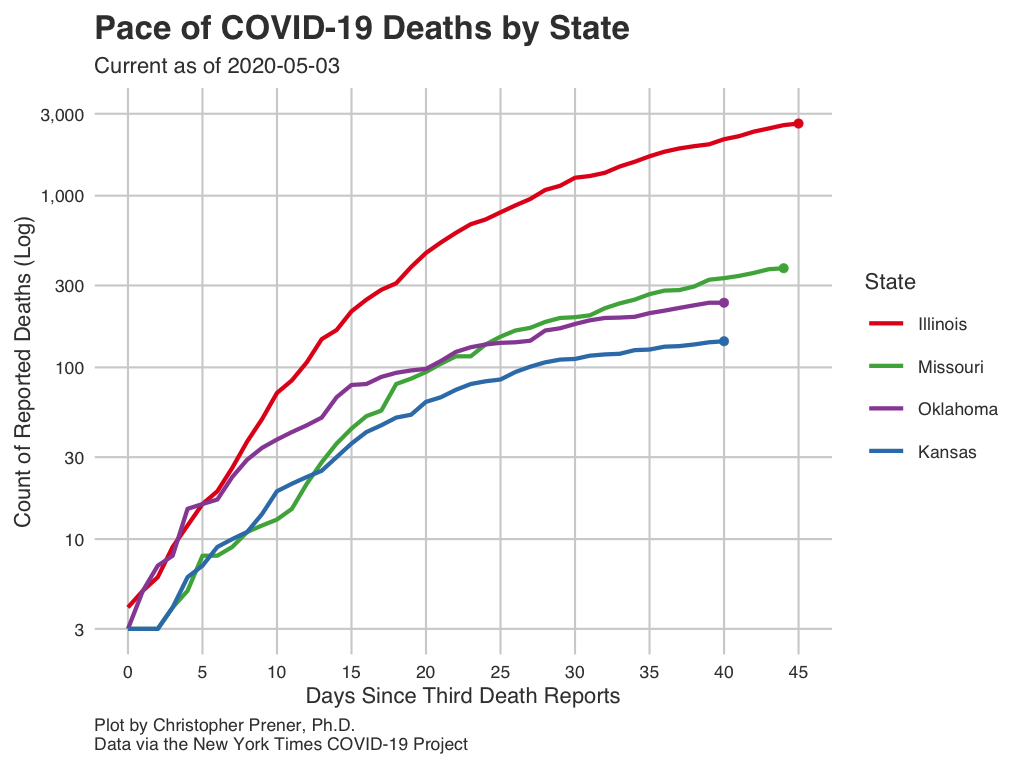 Pace of COVID-19 Deaths by State
Current as of 2020-05-03
Count of Reported Deaths (Log)
3,000
1,000
300
100
30
10
3
0 5 10 15 20 25 30 35 40 45
Days Since Third Death Reports
State
Illinois
Missouri
Oklahoma
Kansas
Plot by Christopher Prener, Ph.D.
Data via the New York Times COVID-19 Project